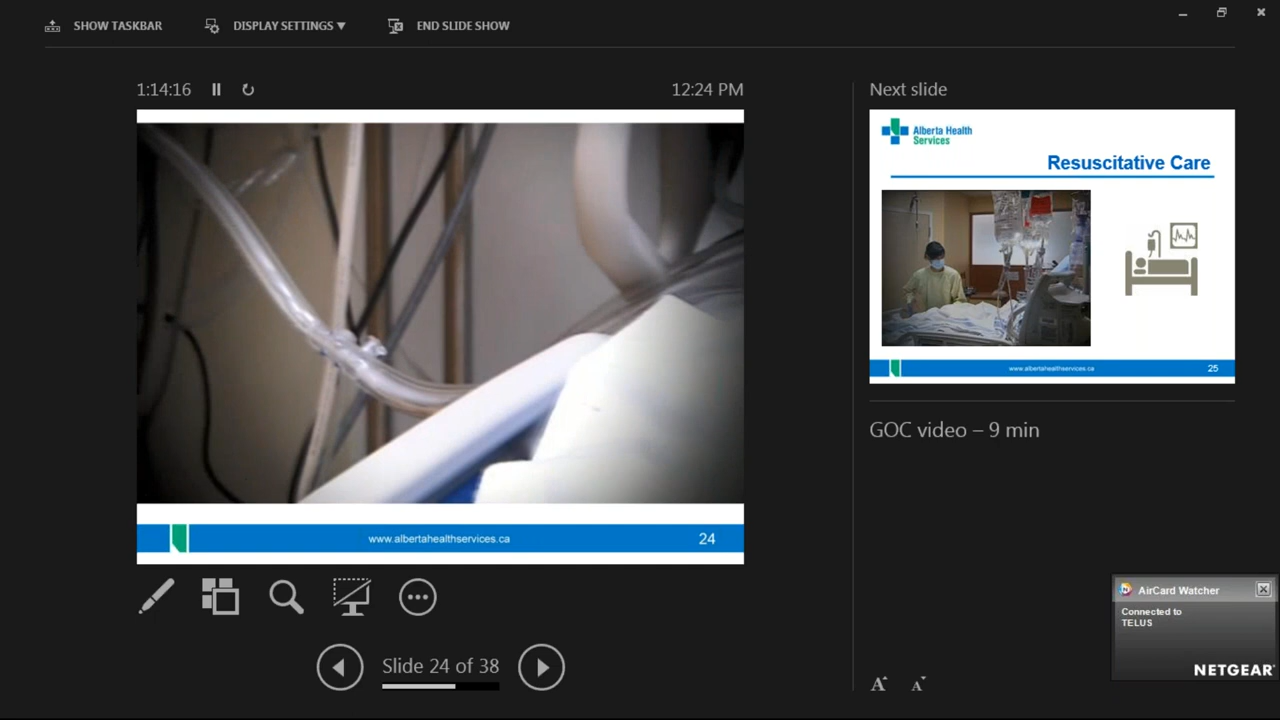 SHOW TASKBAR
DISPLAY SETTINGS ▼
END SLIDE SHOW
1:14:16
12:24 PM
Next slide
Alberta Health
Services
Resuscitative Care
www.albertahealthservices.ca
25
GOC video – 9 min
www.albertahealthservices.ca
24
Slide 24 of 38
AirCard Watcher
Connected to
TELUS
NETGEAR
A
A